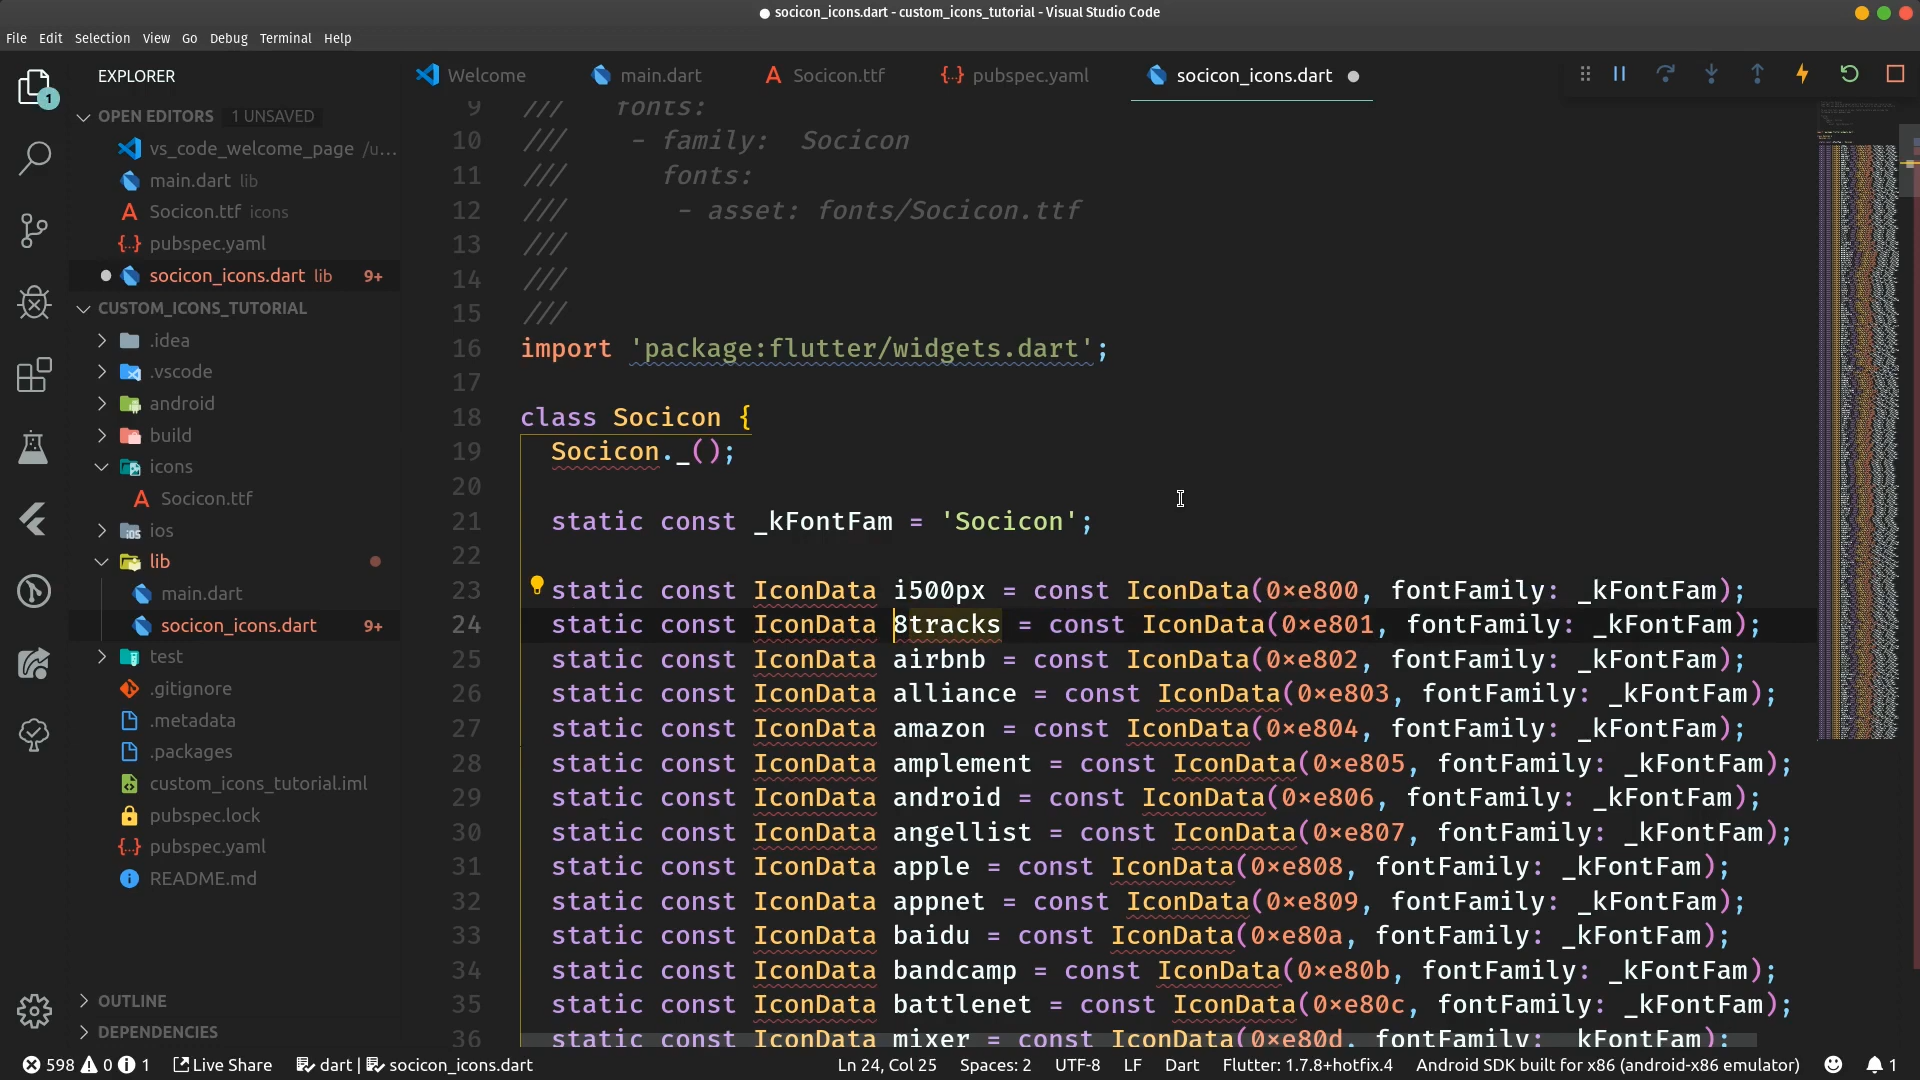 socicon_icons.dart - custom_icons_tutorial - Visual Studio Code
File Edit Selection View Go Debug Terminal Help
EXPLORER
1
OPEN EDITORS 1 UNSAVED
vs_code_welcome_page /u...
main.dart lib
Socicon.ttf icons
pubspec.yaml
socicon_icons.dart lib 9+
CUSTOM_ICONS_TUTORIAL
.idea
.vscode
android
build
icons
Socicon.ttf
ios
lib
main.dart
socicon_icons.dart 9+
test
.gitignore
.metadata
.packages
custom_icons_tutorial.iml
pubspec.lock
pubspec.yaml
README.md
OUTLINE
DEPENDENCIES
Welcome main.dart Socicon.ttf pubspec.yaml socicon_icons.dart
9 /// fonts:
10 /// - family: Socicon
11 /// fonts:
12 /// - asset: fonts/Socicon.ttf
13 ///
14 ///
15 ///
16 import 'package:flutter/widgets.dart';
17
18 class Socicon {
19 Socicon._();
20
21 static const _kFontFam = 'Socicon';
22
23 static const IconData i500px = const IconData(0xe800, fontFamily: _kFontFam);
24 static const IconData 8tracks = const IconData(0xe801, fontFamily: _kFontFam);
25 static const IconData airbnb = const IconData(0xe802, fontFamily: _kFontFam);
26 static const IconData alliance = const IconData(0xe803, fontFamily: _kFontFam);
27 static const IconData amazon = const IconData(0xe804, fontFamily: _kFontFam);
28 static const IconData amplement = const IconData(0xe805, fontFamily: _kFontFam);
29 static const IconData android = const IconData(0xe806, fontFamily: _kFontFam);
30 static const IconData angellist = const IconData(0xe807, fontFamily: _kFontFam);
31 static const IconData apple = const IconData(0xe808, fontFamily: _kFontFam);
32 static const IconData appnet = const IconData(0xe809, fontFamily: _kFontFam);
33 static const IconData baidu = const IconData(0xe80a, fontFamily: _kFontFam);
34 static const IconData bandcamp = const IconData(0xe80b, fontFamily: _kFontFam);
35 static const IconData battlenet = const IconData(0xe80c, fontFamily: _kFontFam);
36 static const IconData mixer = const IconData(0xe80d, fontFamily: _kFontFam);
598 0 1 Live Share dart | socicon_icons.dart Ln 24, Col 25 Spaces: 2 UTF-8 LF Dart Flutter: 1.7.8+hotfix.4 Android SDK built for x86 (android-x86 emulator) 1